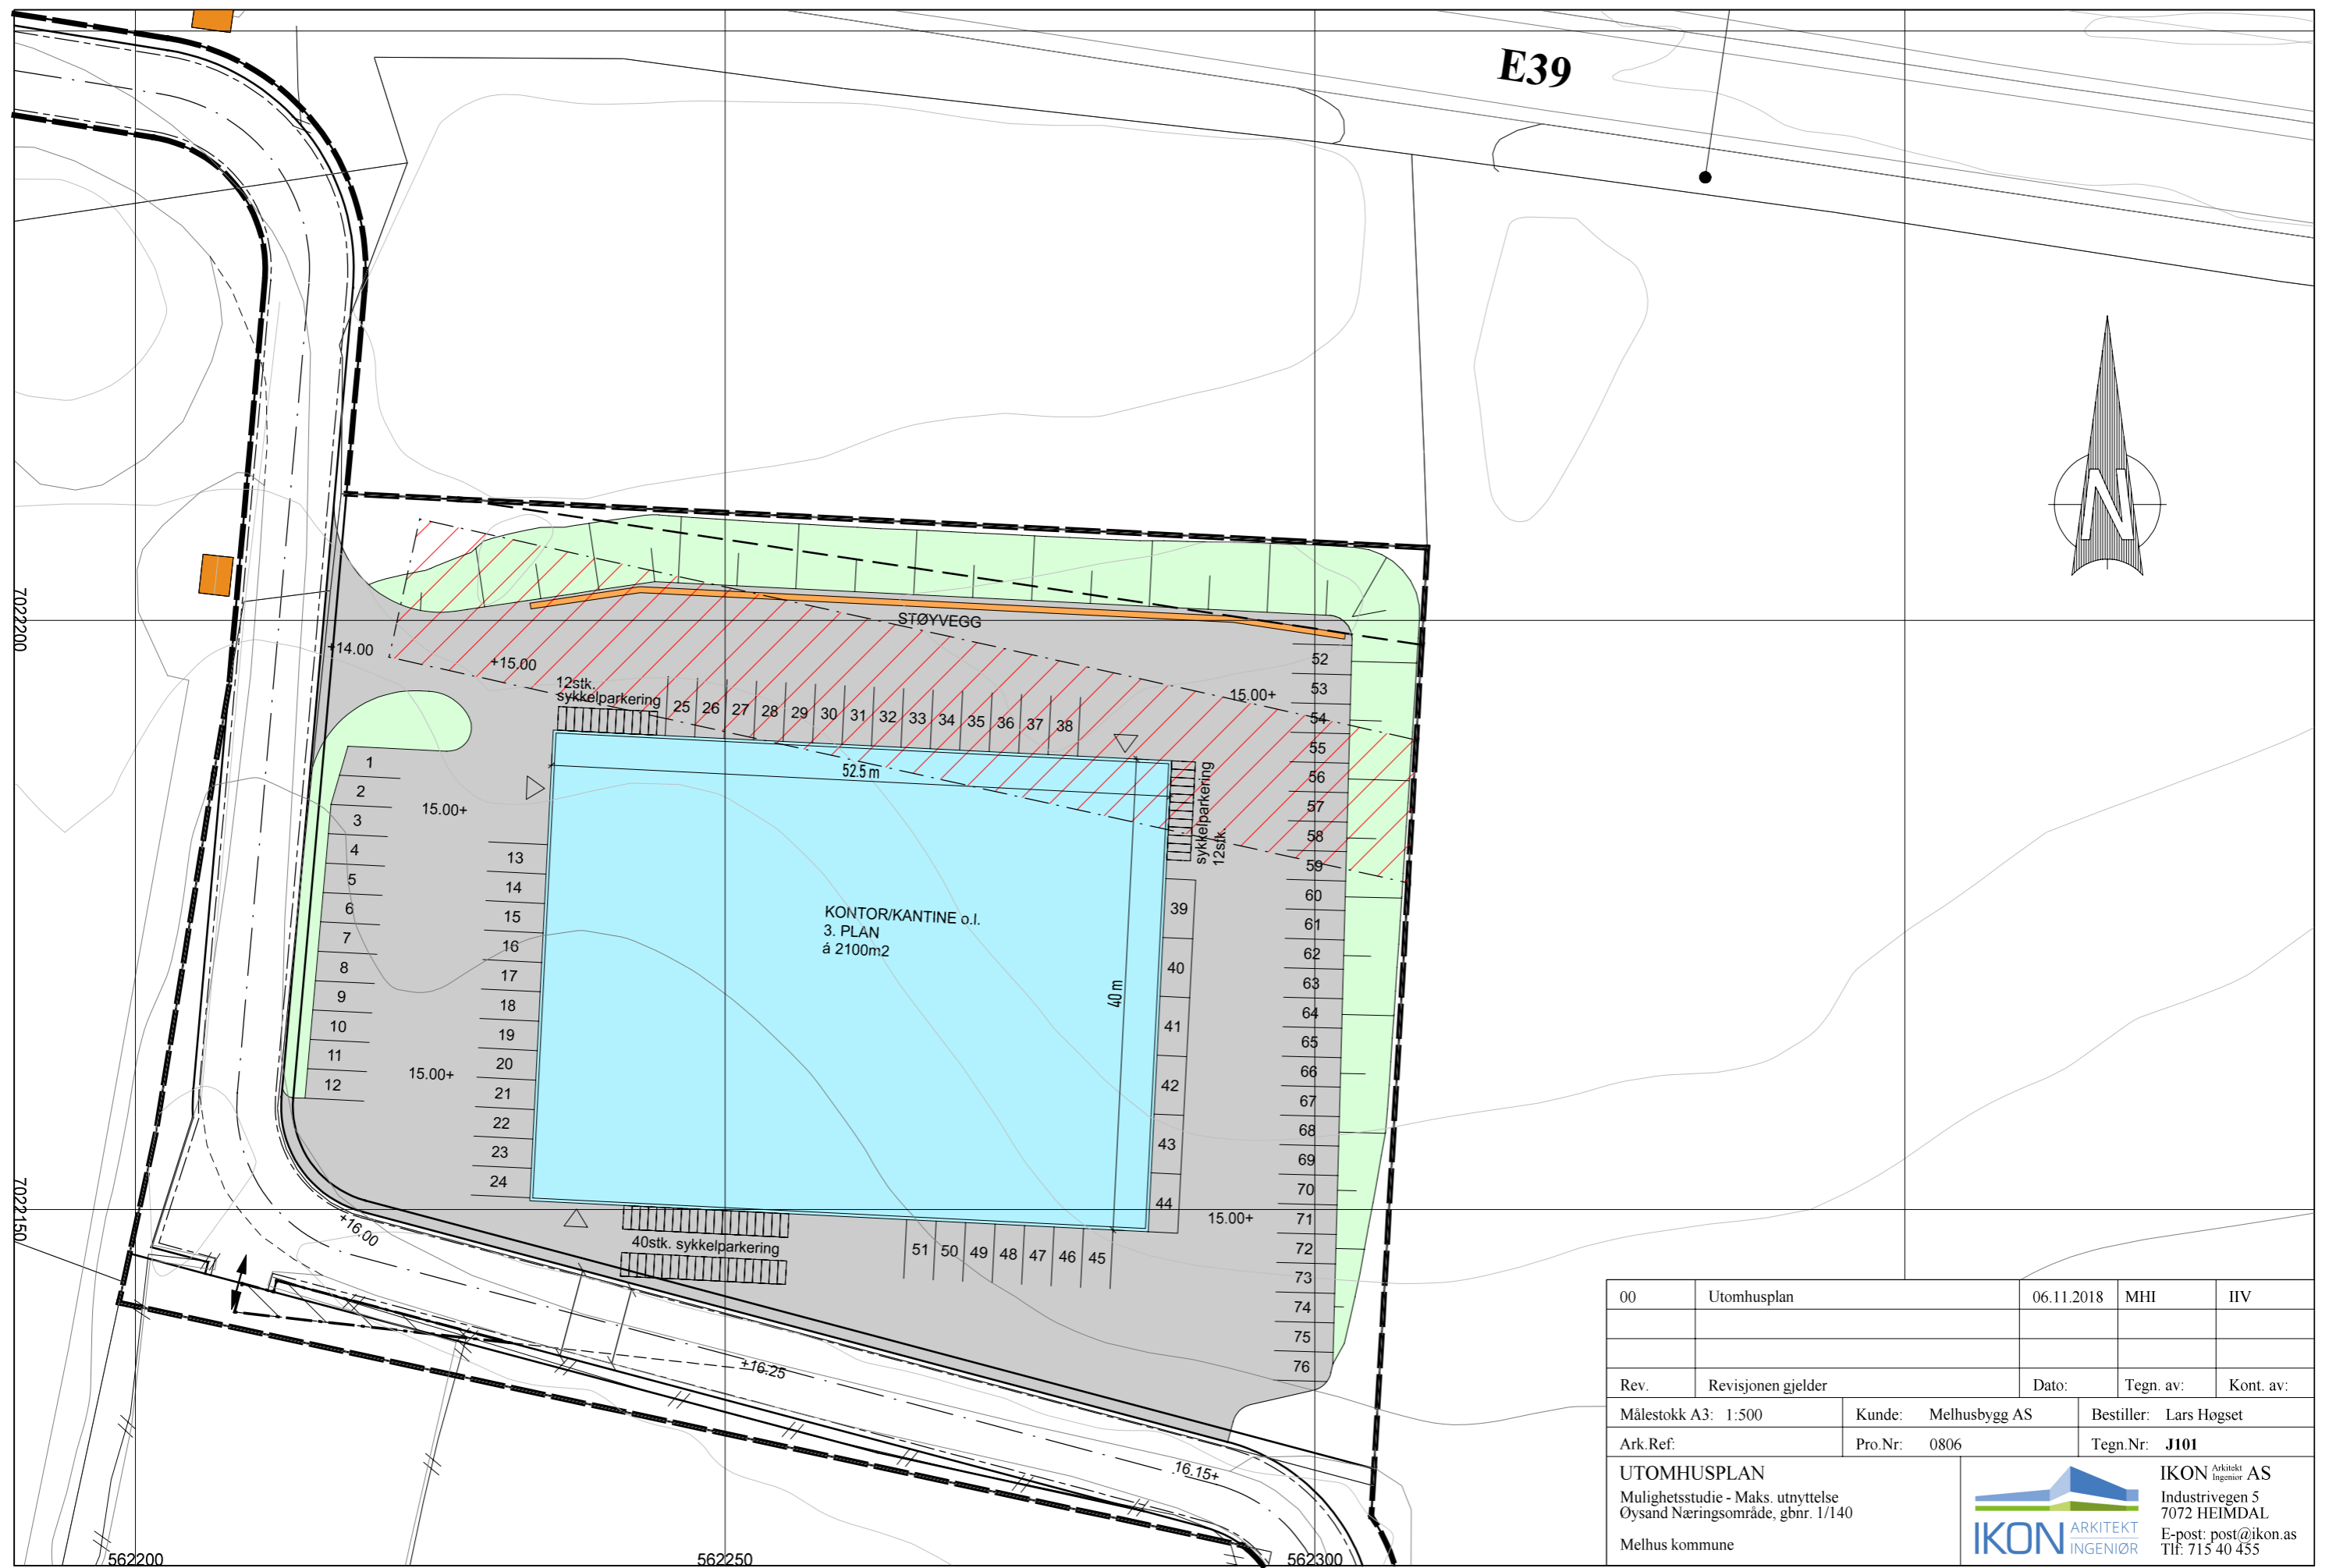 E39
7022200
7022150
562200
562250
562300
STØYVEGG
+14.00
+15.00
12stk.
sykkelparkering
25 26 27 28 29 30 31 32 33 34 35 36 37 38
15.00+
52
53
54
55
56
57
58
59
60
61
62
63
64
65
66
67
68
69
70
71
72
73
74
75
76
1
2
3
4
5
6
7
8
9
10
11
12
15.00+
15.00+
13
14
15
16
17
18
19
20
21
22
23
24
52.5 m
40 m
KONTOR/KANTINE o.l.
3. PLAN
á 2100m2
sykkelparkering
12stk.
39
40
41
42
43
44
15.00+
51 50 49 48 47 46 45
40stk. sykkelparkering
+16.00
+16.25
16.15+
N
00 Utomhusplan 06.11.2018 MHI IIV
Rev. Revisjonen gjelder Dato: Tegn. av: Kont. av:
Målestokk A3: 1:500 Kunde: Melhusbygg AS Bestiller: Lars Høgset
Ark.Ref: Pro.Nr: 0806 Tegn.Nr: J101
UTOMHUSPLAN
Mulighetsstudie - Maks. utnyttelse
Øysand Næringsområde, gbnr. 1/140
Melhus kommune
IKON ARKITEKT
INGENIØR
IKON Arkitekt Ingeniør AS
Industrivegen 5
7072 HEIMDAL
E-post: post@ikon.as
Tlf: 715 40 455